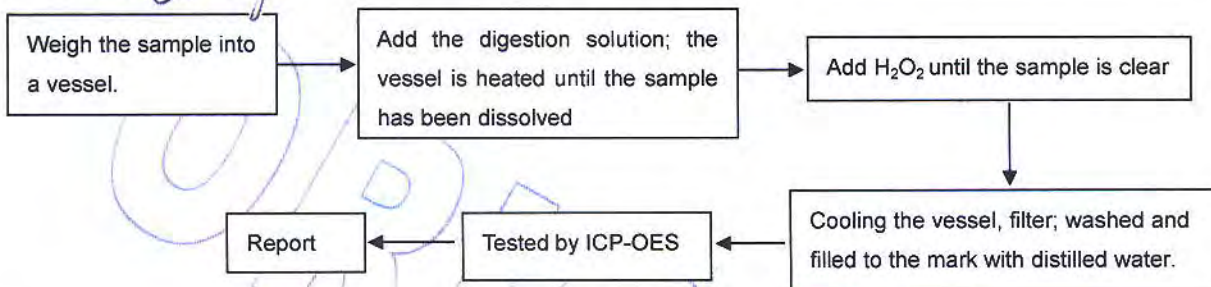 Weigh the sample into
a vessel.
Add the digestion solution; the
vessel is heated until the sample
has been dissolved
Add H₂O₂ until the sample is clear
Cooling the vessel, filter; washed and
filled to the mark with distilled water.
Tested by ICP-OES
Report